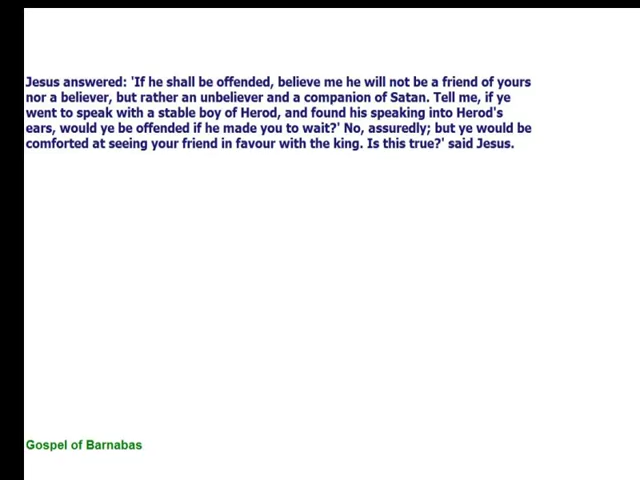 Jesus answered: 'If he shall be offended, believe me he will not be a friend of yours
nor a believer, but rather an unbeliever and a companion of Satan. Tell me, if ye
went to speak with a stable boy of Herod, and found his speaking into Herod's
ears, would ye be offended if he made you to wait?' No, assuredly; but ye would be
comforted at seeing your friend in favour with the king. Is this true?' said Jesus.
Gospel of Barnabas